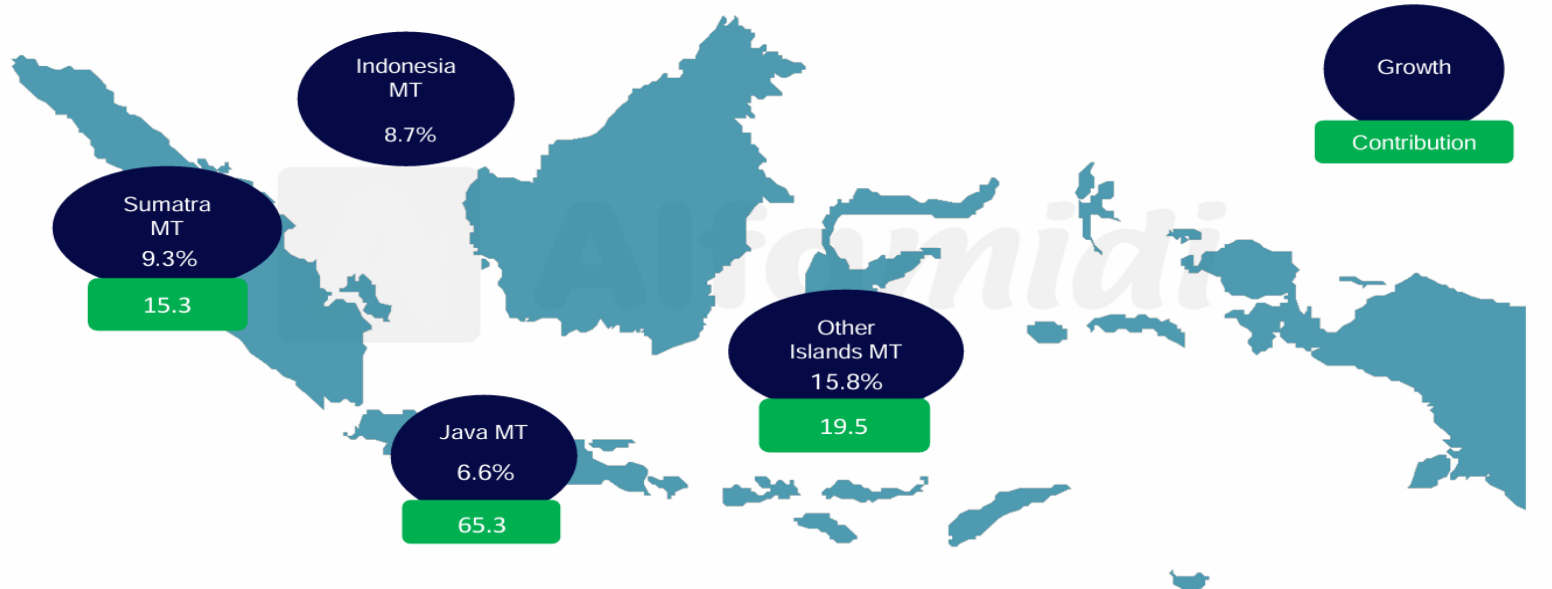 Indonesia
MT
8.7%
Growth
Contribution
Sumatra
MT
9.3%
15.3
Alfamidi
Other
Islands MT
15.8%
19.5
Java MT
6.6%
65.3